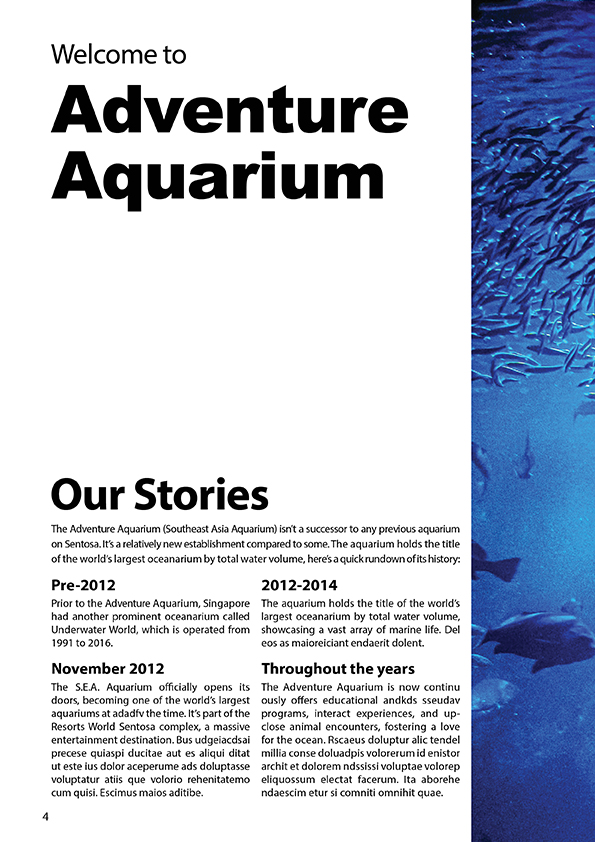 Welcome to
Adventure
Aquarium
Our Stories
The Adventure Aquarium (Southeast Asia Aquarium) isn't a successor to any previous aquarium
on Sentosa. It's a relatively new establishment compared to some. The aquarium holds the title
of the world's largest oceanarium by total water volume, here's a quick rundown of its history:
Pre-2012
Prior to the Adventure Aquarium, Singapore
had another prominent oceanarium called
Underwater World, which is operated from
1991 to 2016.
November 2012
The S.E.A. Aquarium officially opens its
doors, becoming one of the world's largest
aquariums at adadfv the time. It's part of the
Resorts World Sentosa complex, a massive
entertainment destination. Bus udgeiacdsai
precese quiaspi ducitae aut es aliqui ditat
ut este ius dolor aceperume ads doluptasse
voluptatur atiis que volorio rehenitatemo
cum quisi. Escimus maios aditibe.
2012-2014
The aquarium holds the title of the world's
largest oceanarium by total water volume,
showcasing a vast array of marine life. Del
eos as maioreiciant endaerit dolent.
Throughout the years
The Adventure Aquarium is now continu
ously offers educational andkds sseudav
programs, interact experiences, and up-
close animal encounters, fostering a love
for the ocean. Rscaeus doluptur alic tendel
millia conse doluadpis volorerum id enistor
archit et dolorem ndssissi voluptae volorep
eliquossum electat facerum. Ita aborehe
ndaescim etur si comniti omnihit quae.
4